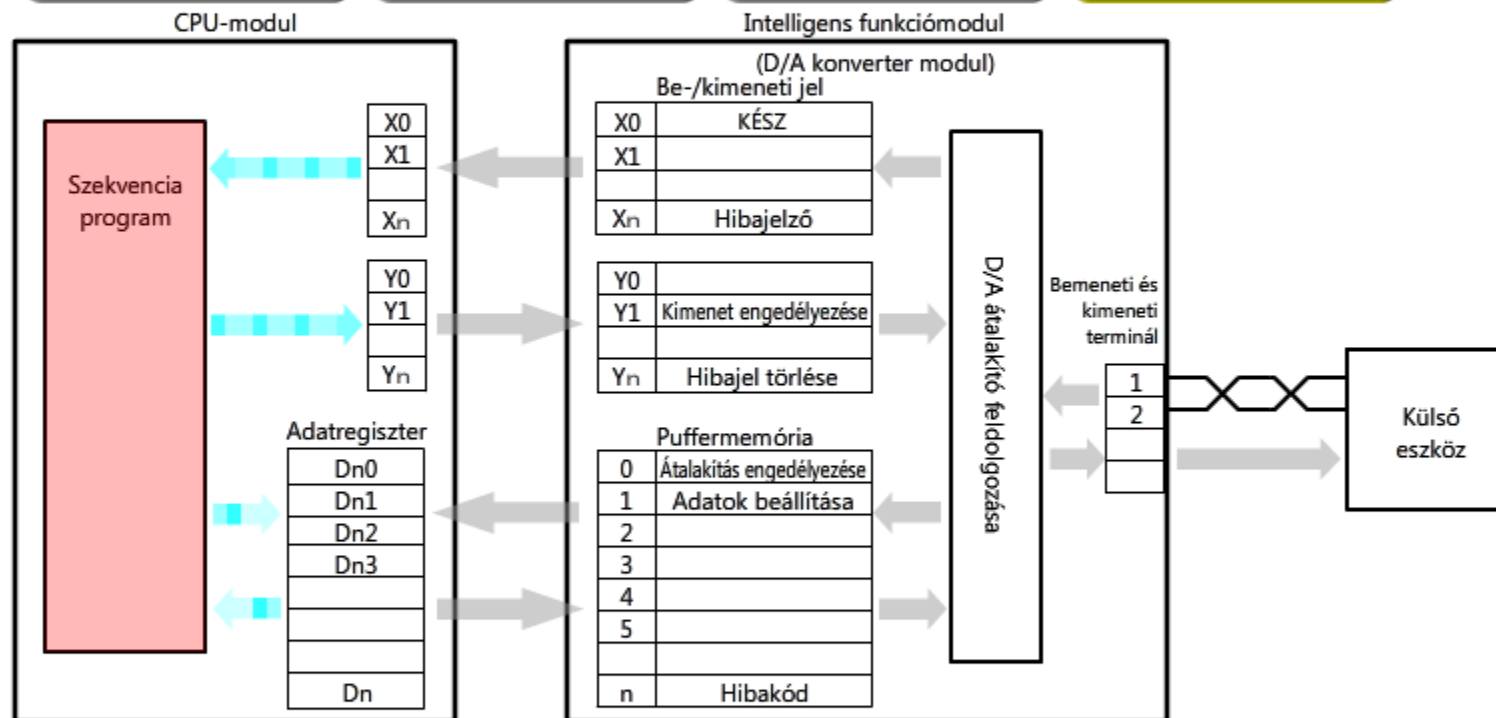 CPU-modul
Intelligens funkciómodul
(D/A konverter modul)
Be-/kimeneti jel
Szekvencia
program
X0
X1
Xn
X0 KÉSZ
X1
Xn Hibajelző
Y0
Y1
Yn
Y0
Y1 Kimenet engedélyezése
Yn Hibajel törlése
Adatregiszter
Dn0
Dn1
Dn2
Dn3
Dn
Puffermemória
0 Átalakítás engedélyezése
1 Adatok beállítása
2
3
4
5
n Hibakód
D/A átalakító feldolgozása
Bemeneti és
kimeneti
terminál
1
2
Külső
eszköz